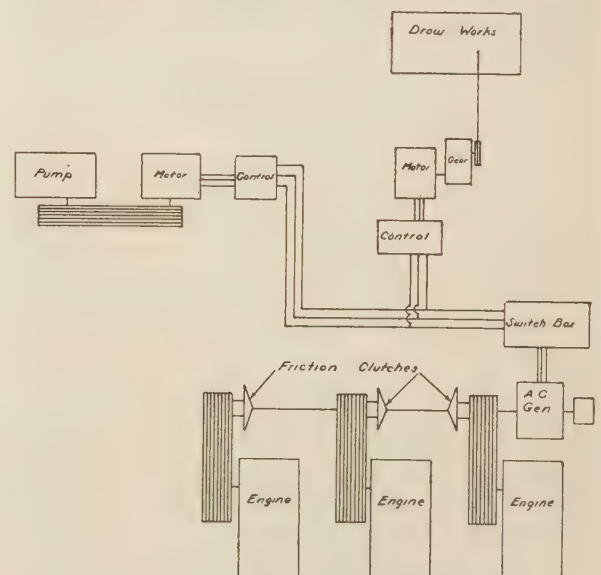 Draw Works
Pump
Motor
Control
Motor
Gear
Control
Switch Box
Friction Clutches
A C
Gen
Engine
Engine
Engine